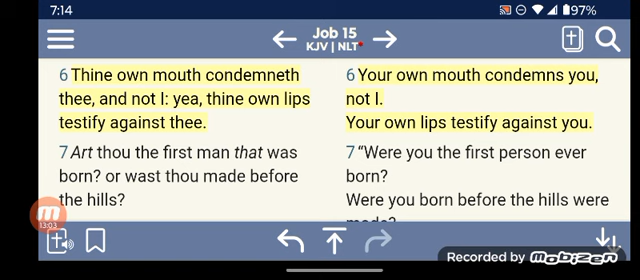 7:14
97%
Job 15
KJV | NLT
6 Thine own mouth condemneth
thee, and not I: yea, thine own lips
testify against thee.
7 Art thou the first man that was
born? or wast thou made before
the hills?
6 Your own mouth condemns you,
not I.
Your own lips testify against you.
7 “Were you the first person ever
born?
Were you born before the hills were
made?
13:03
Recorded by Mobizen